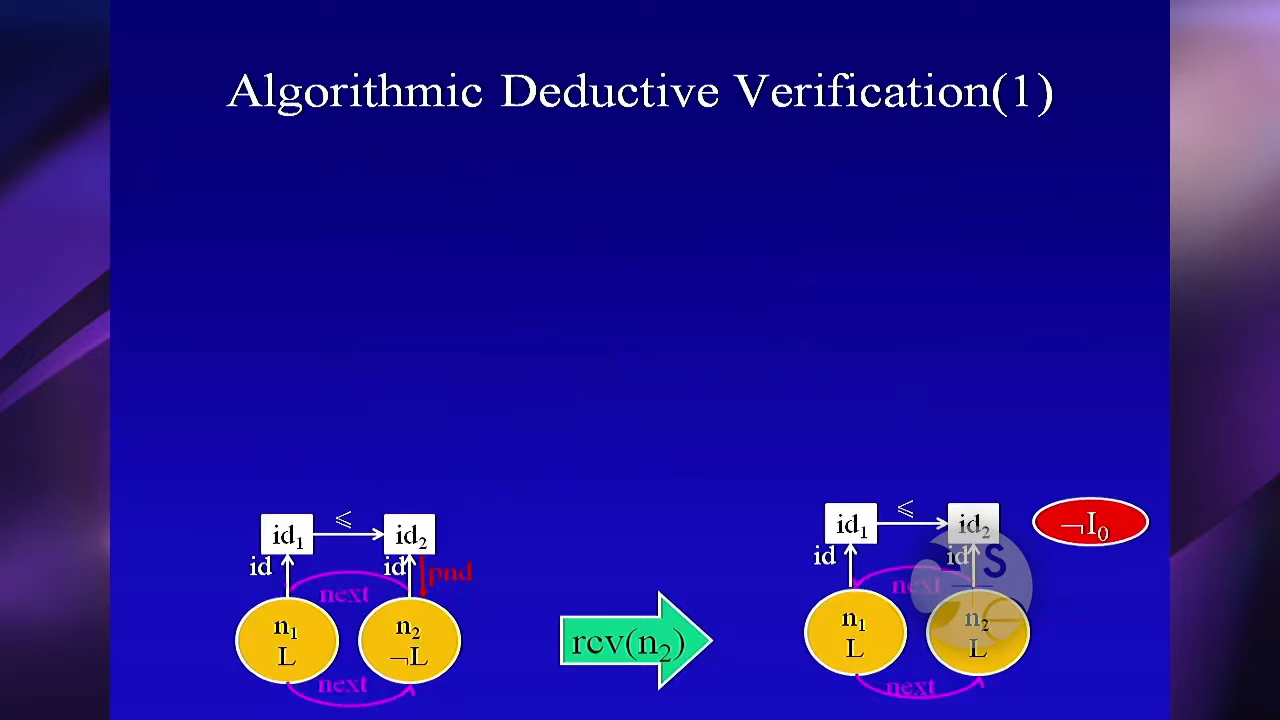 Algorithmic Deductive Verification(1)
id₁ ⩽ id₂
id id pnd
next
n₁ n₂
L ¬L
next
rcv(n₂)
id₁ ⩽ id₂ ¬I₀
id id
next
n₁ n₂
L L
next
S